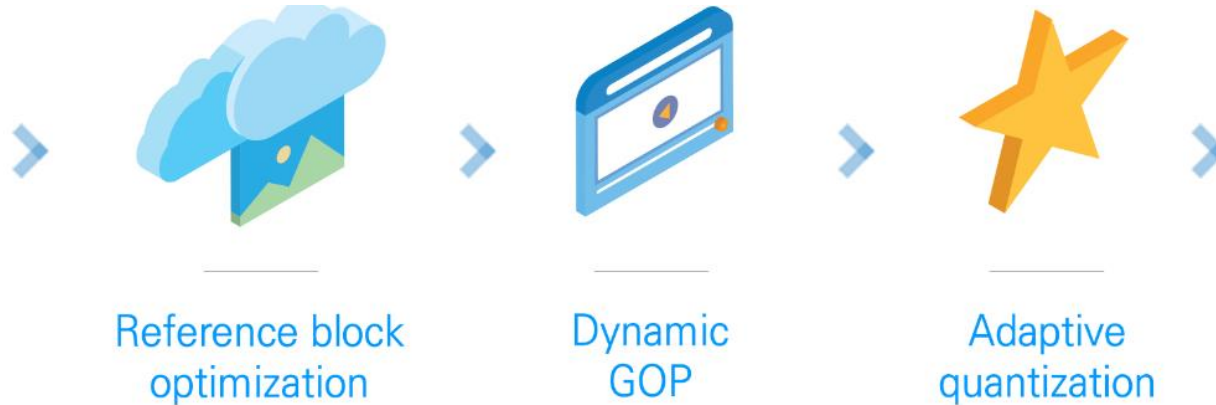 Reference block
optimization
Dynamic
GOP
Adaptive
quantization